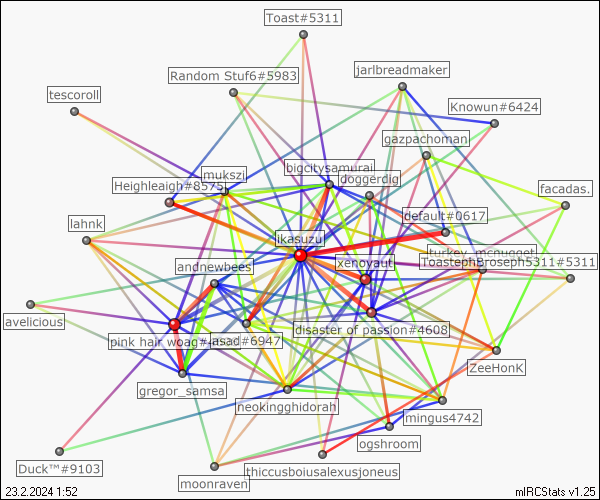 Toast#5311
jarlbreadmaker
Random Stuf6#5983
tescoroll
Knowun#6424
gazpachoman
bigcitysamurai
doggerdig
mukszi
Heighleaigh#8575
facadas.
default#0617
lahnk
ikasuzu
turkey_mcnugget
ToastephBroseph5311#5311
xenovaut
andnewbees
avelicious
disaster of passion#4608
pink hair woag#
asad#6947
ZeeHonK
gregor_samsa
neokingghidorah
mingus4742
ogshroom
Duck™#9103
moonraven
thiccusboiusalexusjoneus
23.2.2024 1:52
mIRCStats v1.25